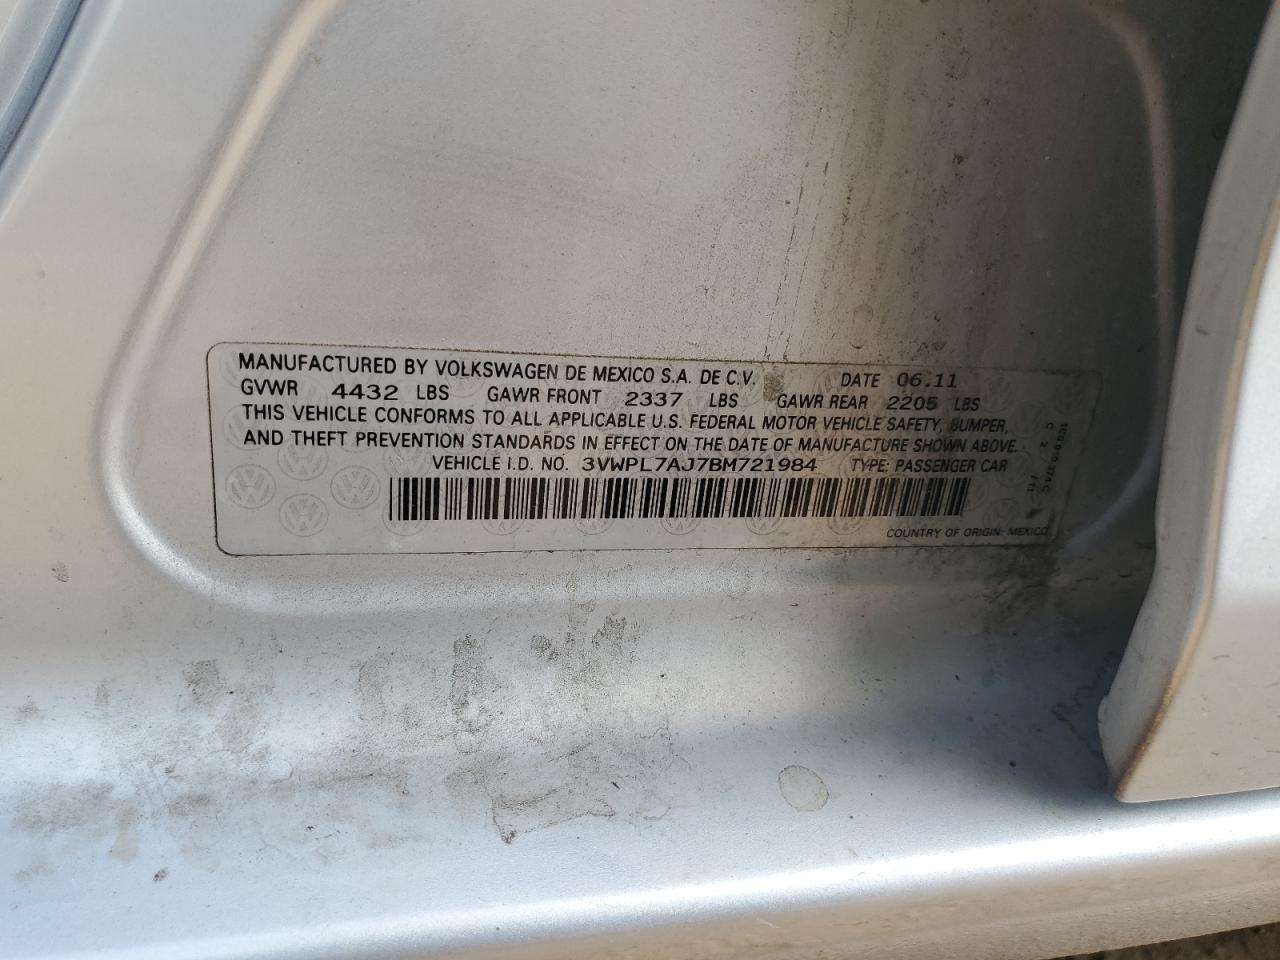 MANUFACTURED BY VOLKSWAGEN DE MEXICO S.A. DE C.V. DATE 06.11
GVWR 4432 LBS GAWR FRONT 2337 LBS GAWR REAR 2205 LBS
THIS VEHICLE CONFORMS TO ALL APPLICABLE U.S. FEDERAL MOTOR VEHICLE SAFETY, BUMPER,
AND THEFT PREVENTION STANDARDS IN EFFECT ON THE DATE OF MANUFACTURE SHOWN ABOVE.
VEHICLE I.D. NO. 3VWPL7AJ7BM721984 TYPE: PASSENGER CAR
COUNTRY OF ORIGIN: MEXICO